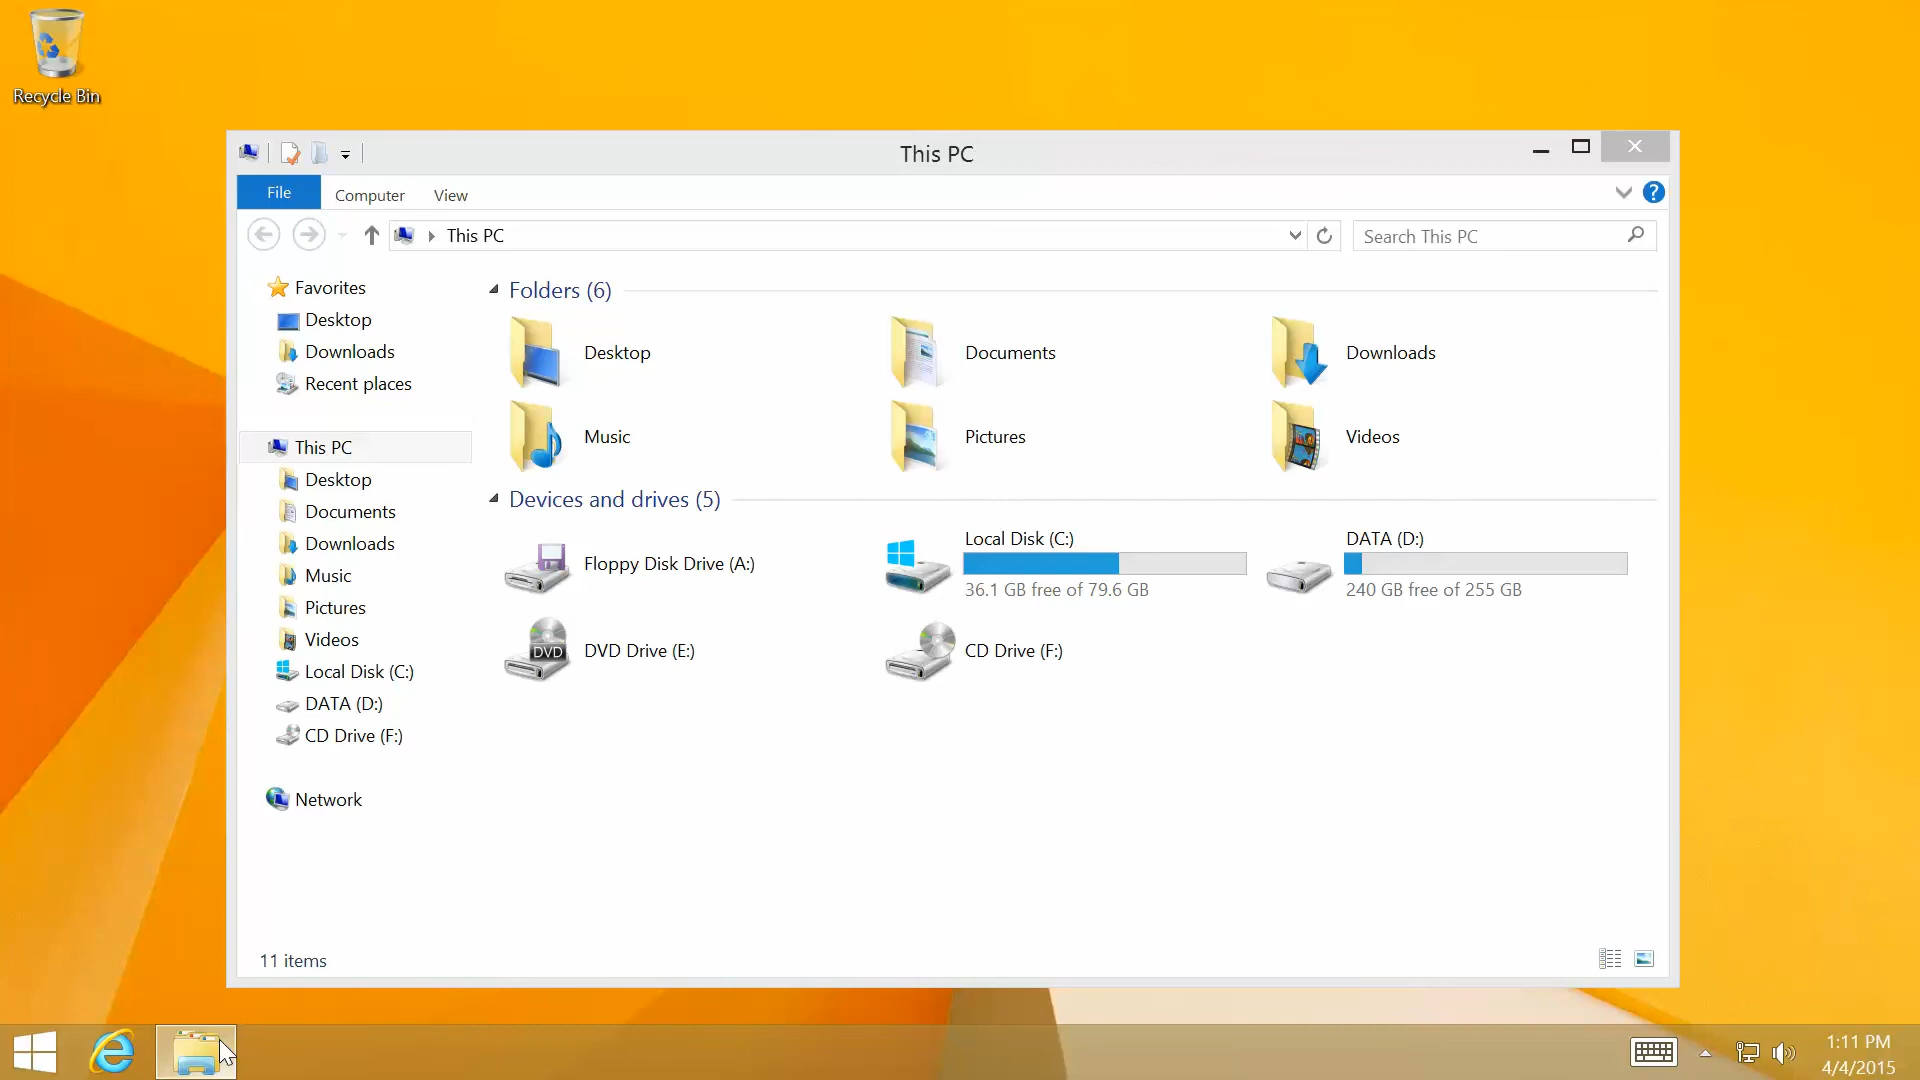 Recycle Bin
This PC
File
Computer
View
?
This PC
Search This PC
Favorites
Desktop
Downloads
Recent places
This PC
Desktop
Documents
Downloads
Music
Pictures
Videos
Local Disk (C:)
DATA (D:)
CD Drive (F:)
Network
Folders (6)
Desktop
Documents
Downloads
Music
Pictures
Videos
Devices and drives (5)
Floppy Disk Drive (A:)
Local Disk (C:)
36.1 GB free of 79.6 GB
DATA (D:)
240 GB free of 255 GB
DVD
DVD Drive (E:)
CD Drive (F:)
11 items
1:11 PM
4/4/2015